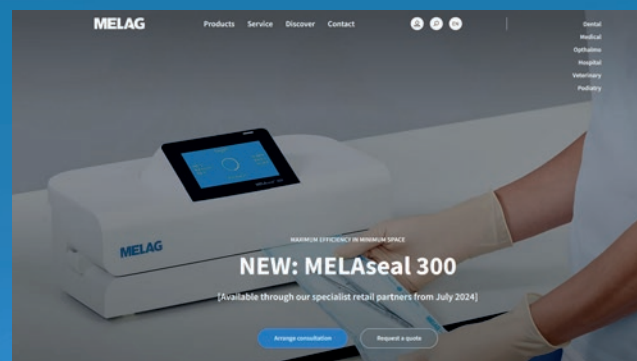 MELAG
Products Service Discover Contact
EN
Dental
Medical
Opthalmo
Hospital
Veterinary
Podiatry
MELAG
MAXIMUM EFFICIENCY IN MINIMUM SPACE
NEW: MELAseal 300
[Available through our specialist retail partners from July 2024]
Arrange consultation
Request a quote